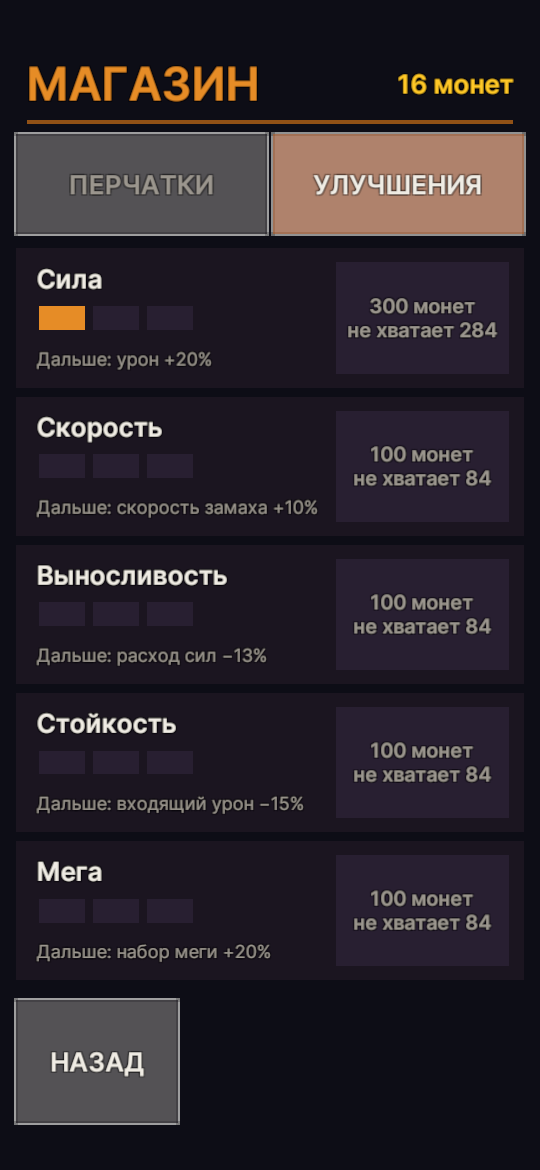 МАГАЗИН
16 монет
ПЕРЧАТКИ
УЛУЧШЕНИЯ
Сила
300 монет
не хватает 284
Дальше: урон +20%
Скорость
100 монет
не хватает 84
Дальше: скорость замаха +10%
Выносливость
100 монет
не хватает 84
Дальше: расход сил −13%
Стойкость
100 монет
не хватает 84
Дальше: входящий урон −15%
Мега
100 монет
не хватает 84
Дальше: набор меги +20%
НАЗАД